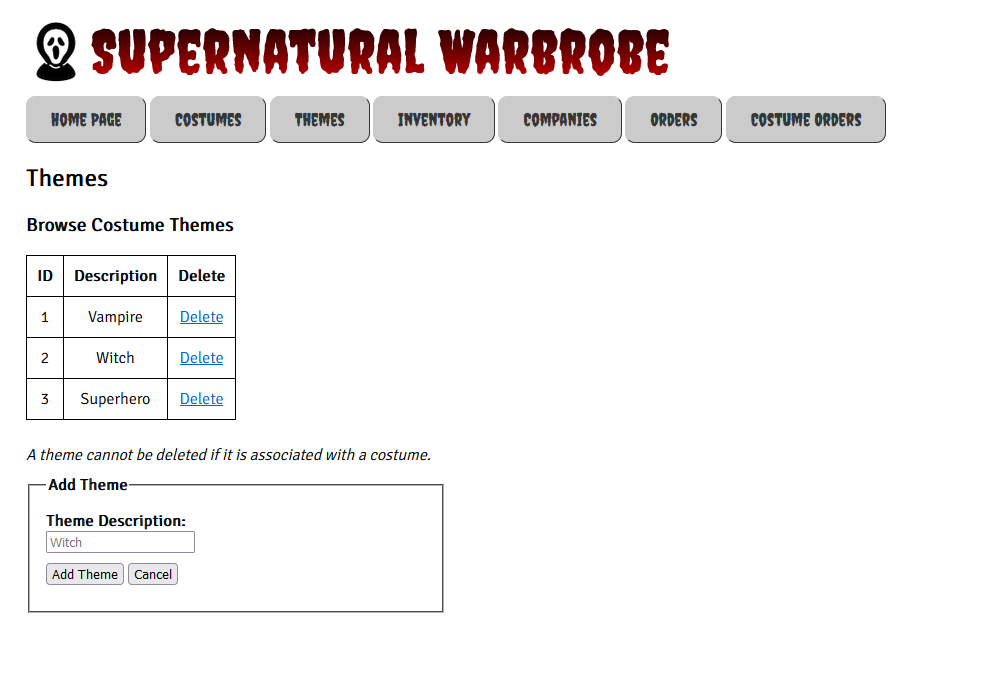 SUPERNATURAL WARBROBE
HOME PAGE COSTUMES THEMES INVENTORY COMPANIES ORDERS COSTUME ORDERS
Themes
Browse Costume Themes
ID Description Delete
1 Vampire Delete
2 Witch Delete
3 Superhero Delete
A theme cannot be deleted if it is associated with a costume.
Add Theme
Theme Description:
Witch
Add Theme Cancel